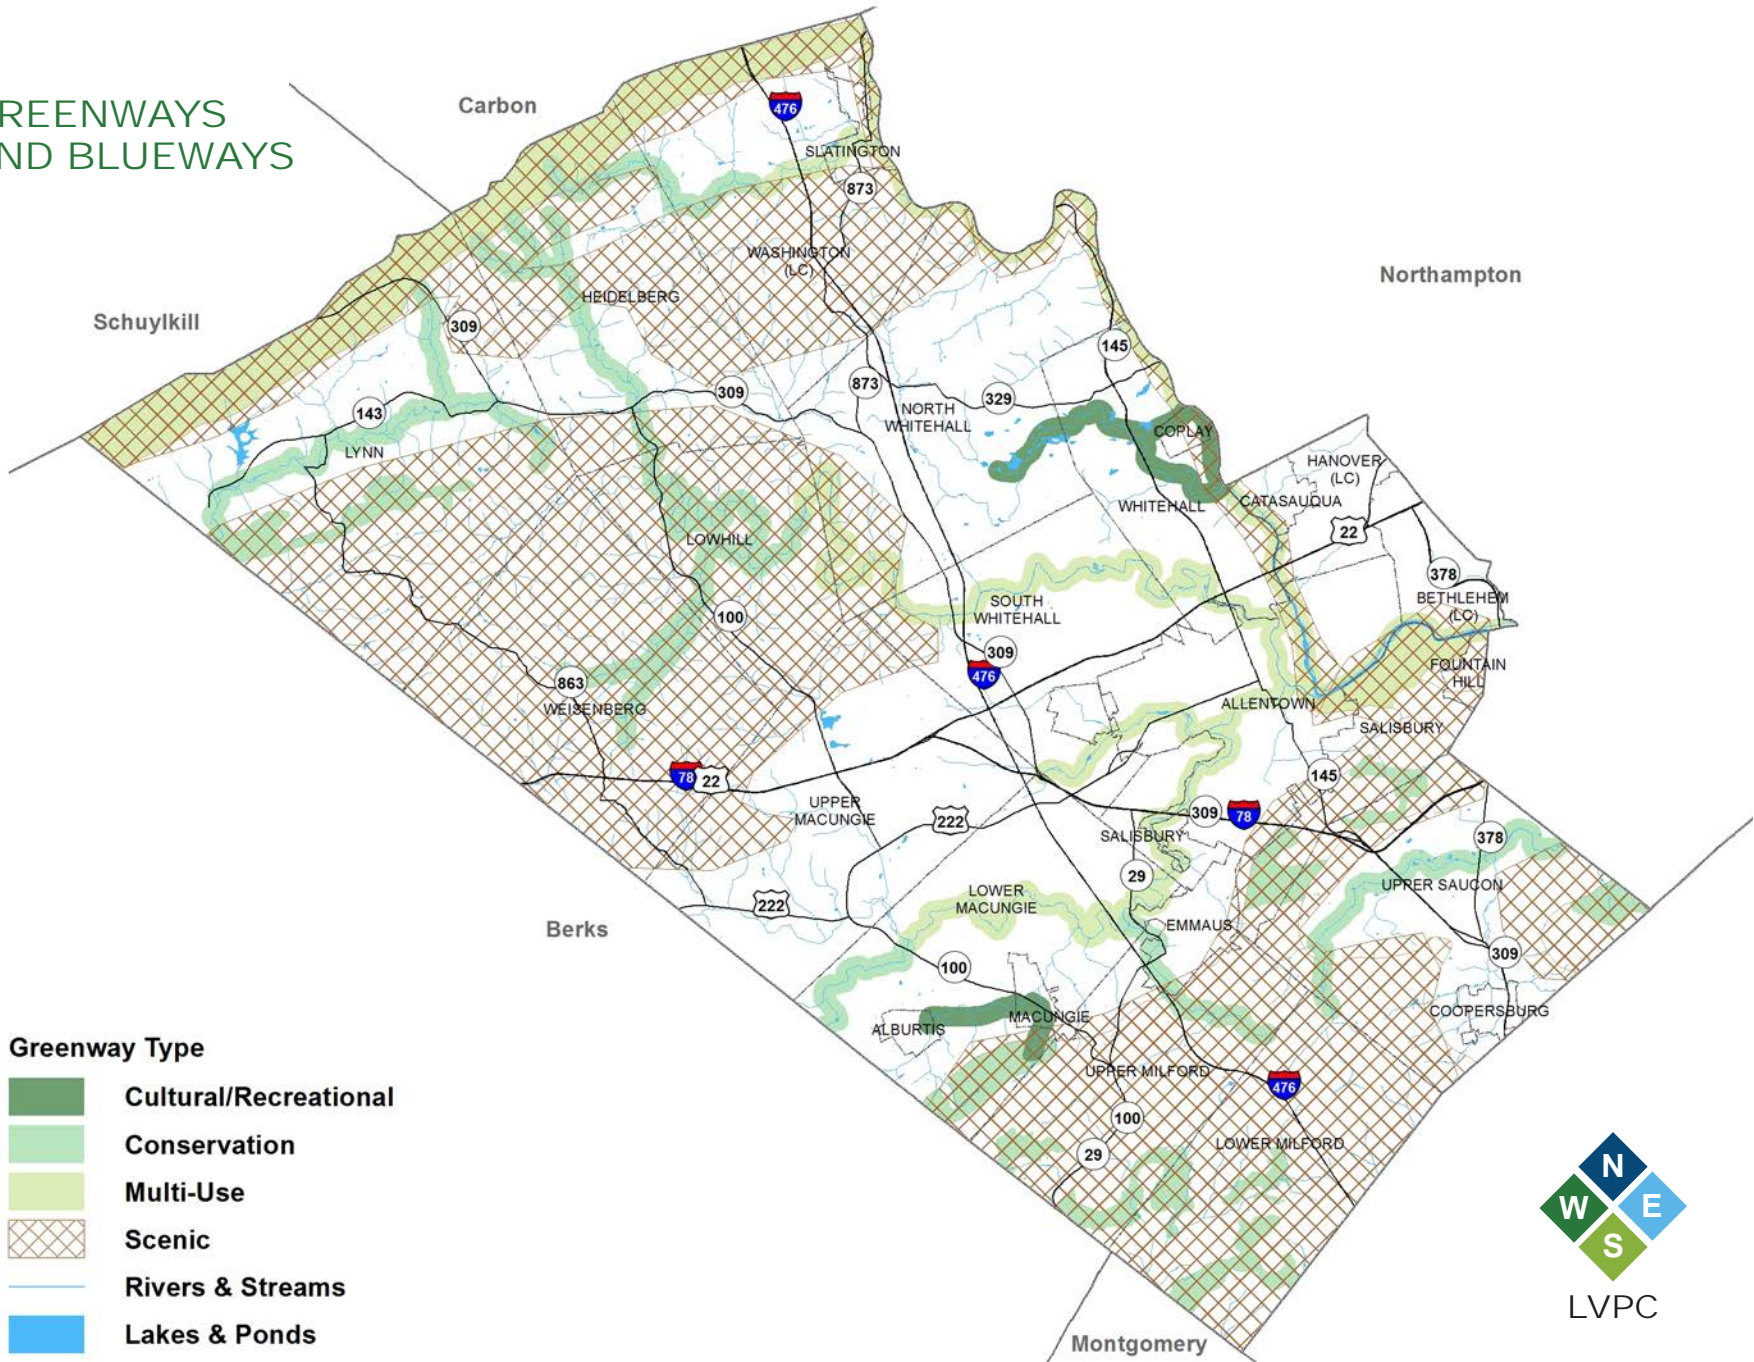 REENWAYS
ND BLUEWAYS
Carbon
476
SLATINGTON
873
WASHINGTON
(LC)
Northampton
HEIDELBERG
Schuylkill
309
145
309
873
329
143
NORTH
WHITEHALL
COPLAY
LYNN
HANOVER
(LC)
CATASAUQUA
WHITEHALL
22
LOWHILL
378
BETHLEHEM
(LC)
SOUTH
WHITEHALL
100
309
476
FOUNTAIN
HILL
863
WEISENBERG
ALLENTOWN
SALISBURY
78
22
145
UPPER
MACUNGIE
222
309
78
SALISBURY
378
29
UPPER SAUCON
LOWER
MACUNGIE
222
EMMAUS
Berks
309
100
COOPERSBURG
MACUNGIE
ALBURTIS
UPPER MILFORD
476
100
LOWER MILFORD
29
Montgomery
Greenway Type
Cultural/Recreational
Conservation
Multi-Use
Scenic
Rivers & Streams
Lakes & Ponds
N
W
E
S
LVPC